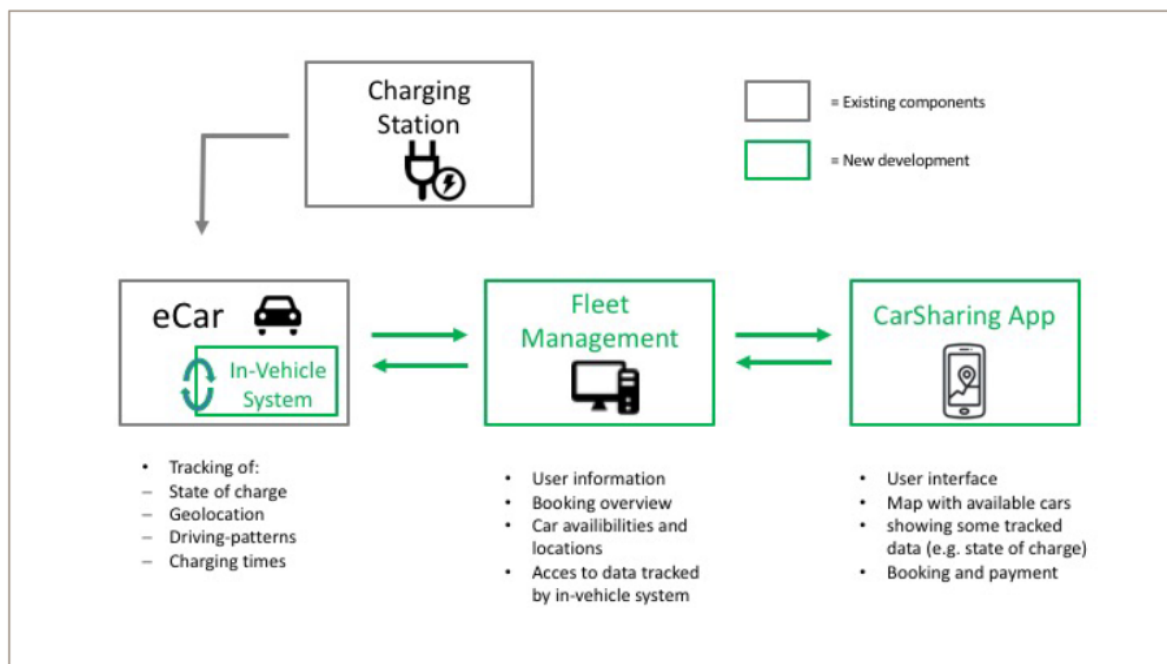 Charging
Station
= Existing components
= New development
eCar
In-Vehicle
System
Fleet
Management
CarSharing App
• Tracking of:
– State of charge
– Geolocation
– Driving-patterns
– Charging times
• User information
• Booking overview
• Car availibilities and
locations
• Acces to data tracked
by in-vehicle system
• User interface
• Map with available cars
• showing some tracked
data (e.g. state of charge)
• Booking and payment